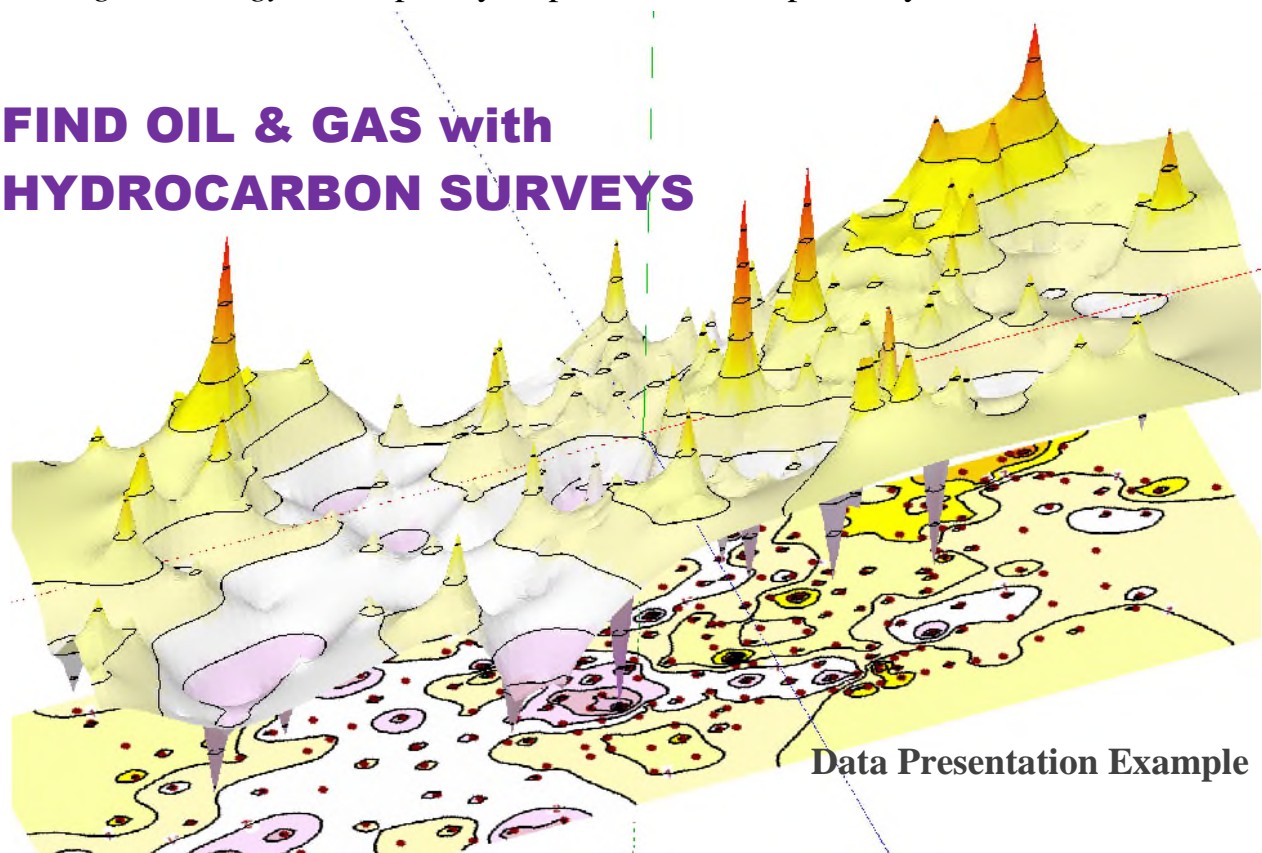 FIND OIL & GAS with
HYDROCARBON SURVEYS
Data Presentation Example